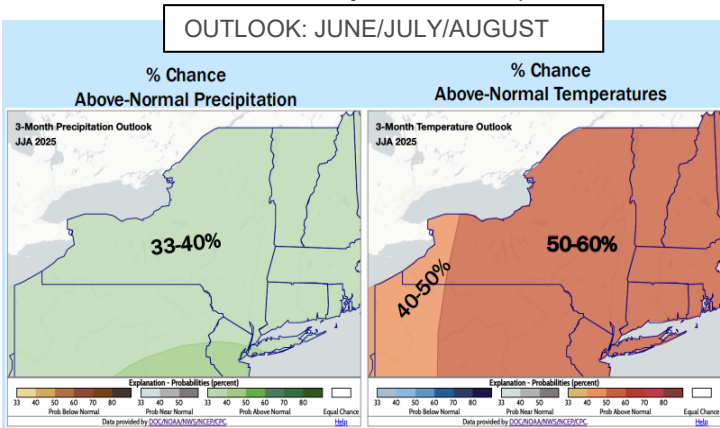 OUTLOOK: JUNE/JULY/AUGUST
% Chance
Above-Normal Precipitation
% Chance
Above-Normal Temperatures
3-Month Precipitation Outlook
JJA 2025
33-40%
3-Month Temperature Outlook
JJA 2025
50-60%
40-50%
Explanation - Probabilities (percent)
33 40 50 60 70 80 33 40 50 33 40 50 60 70 80
Prob Below Normal Prob Near Normal Prob Above Normal Equal Chance
Data provided by DOC/NOAA/NWS/NCEP/CPC. Help
Explanation - Probabilities (percent)
33 40 50 60 70 80 33 40 50 33 40 50 60 70 80
Prob Below Normal Prob Near Normal Prob Above Normal Equal Chance
Data provided by DOC/NOAA/NWS/NCEP/CPC. Help